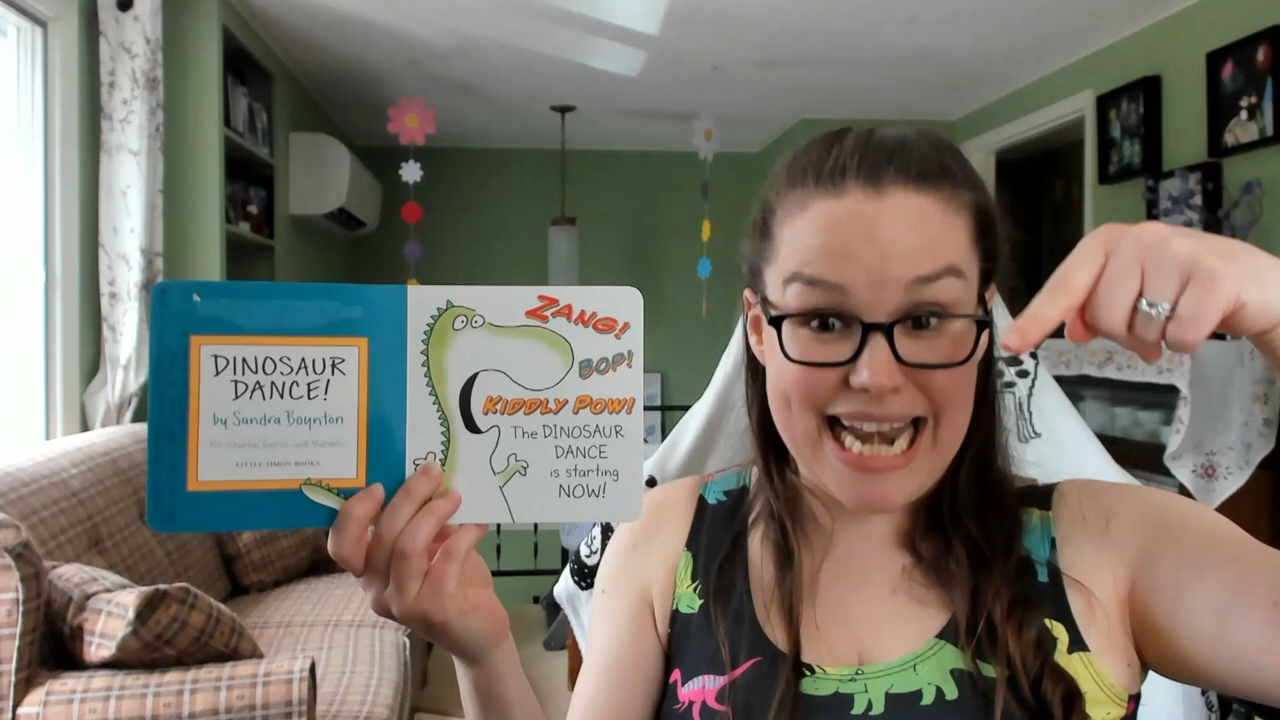 DINOSAUR
DANCE!
by Sandra Boynton
LITTLE SIMON BOOKS
ZANG!
BOP!
KIDDLY POW!
The DINOSAUR
DANCE
is starting
NOW!